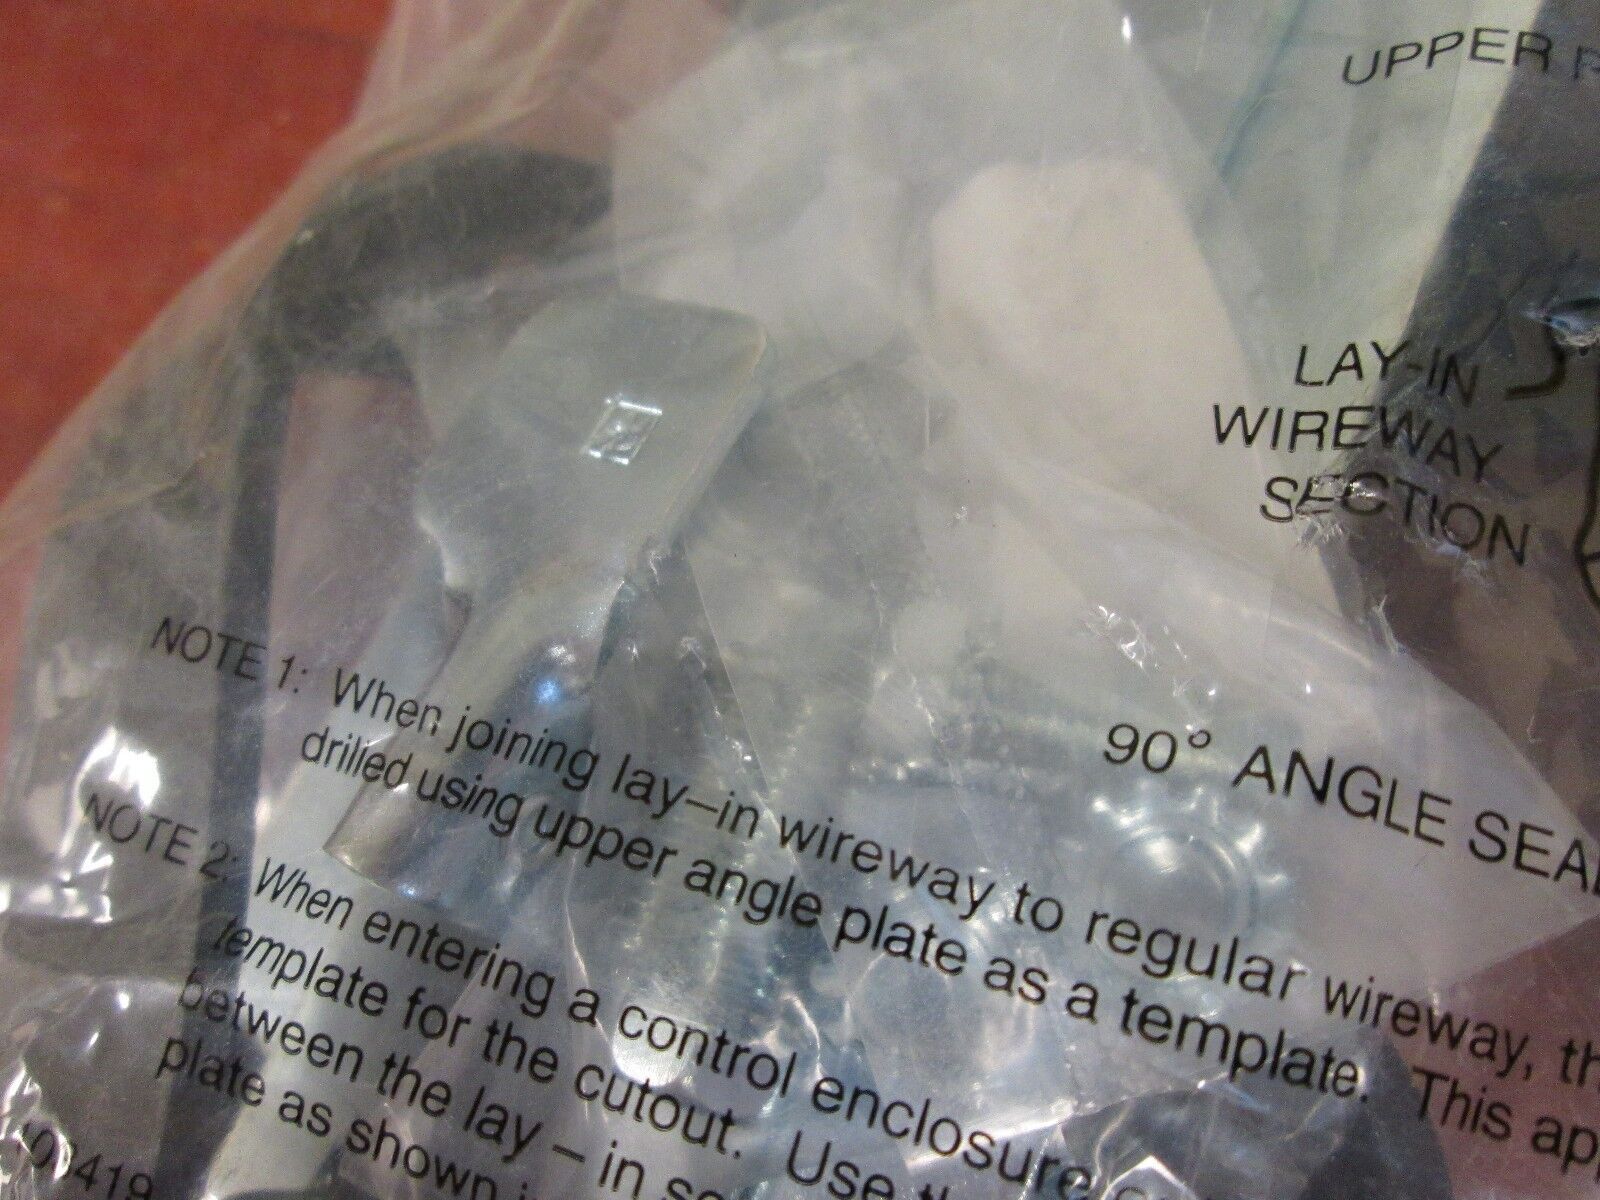 UPPER
LAY-IN
WIREWAY
SECTION
90° ANGLE SEAL
NOTE 1: When joining lay-in wireway to regular wireway,
drilled using upper angle plate as a template. This
NOTE 2: When entering a control enclosure
template for the cutout. Use
between the lay - in
plate as shown